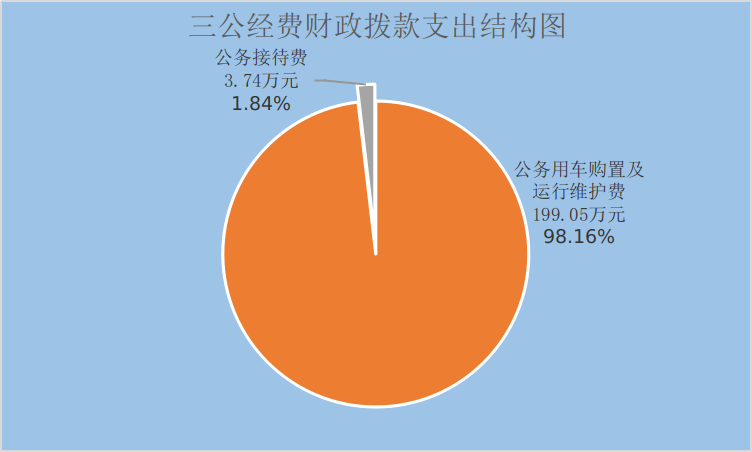 三公经费财政拨款支出结构图
公务接待费
3.74万元
1.84%
公务用车购置及
运行维护费
199.05万元
98.16%